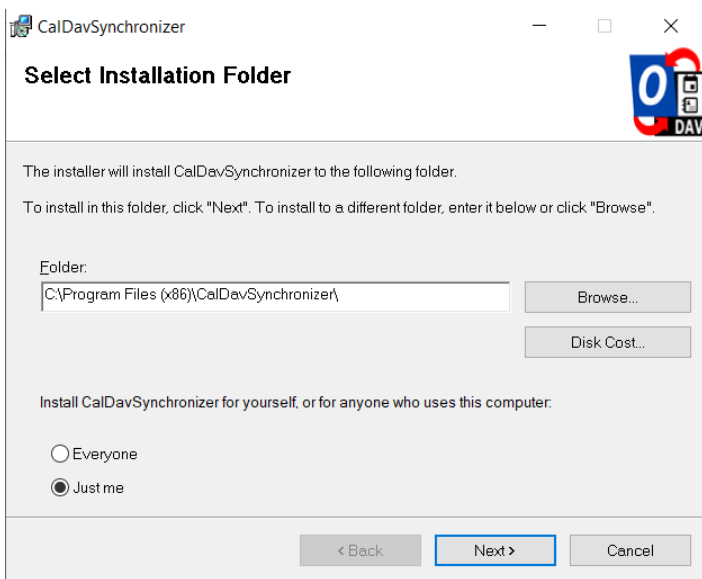 CalDavSynchronizer
Select Installation Folder
O
DAV
The installer will install CalDavSynchronizer to the following folder.
To install in this folder, click "Next". To install to a different folder, enter it below or click "Browse".
Folder:
C:\Program Files (x86)\CalDavSynchronizer\
Browse...
Disk Cost...
Install CalDavSynchronizer for yourself, or for anyone who uses this computer:
Everyone
Just me
< Back
Next >
Cancel